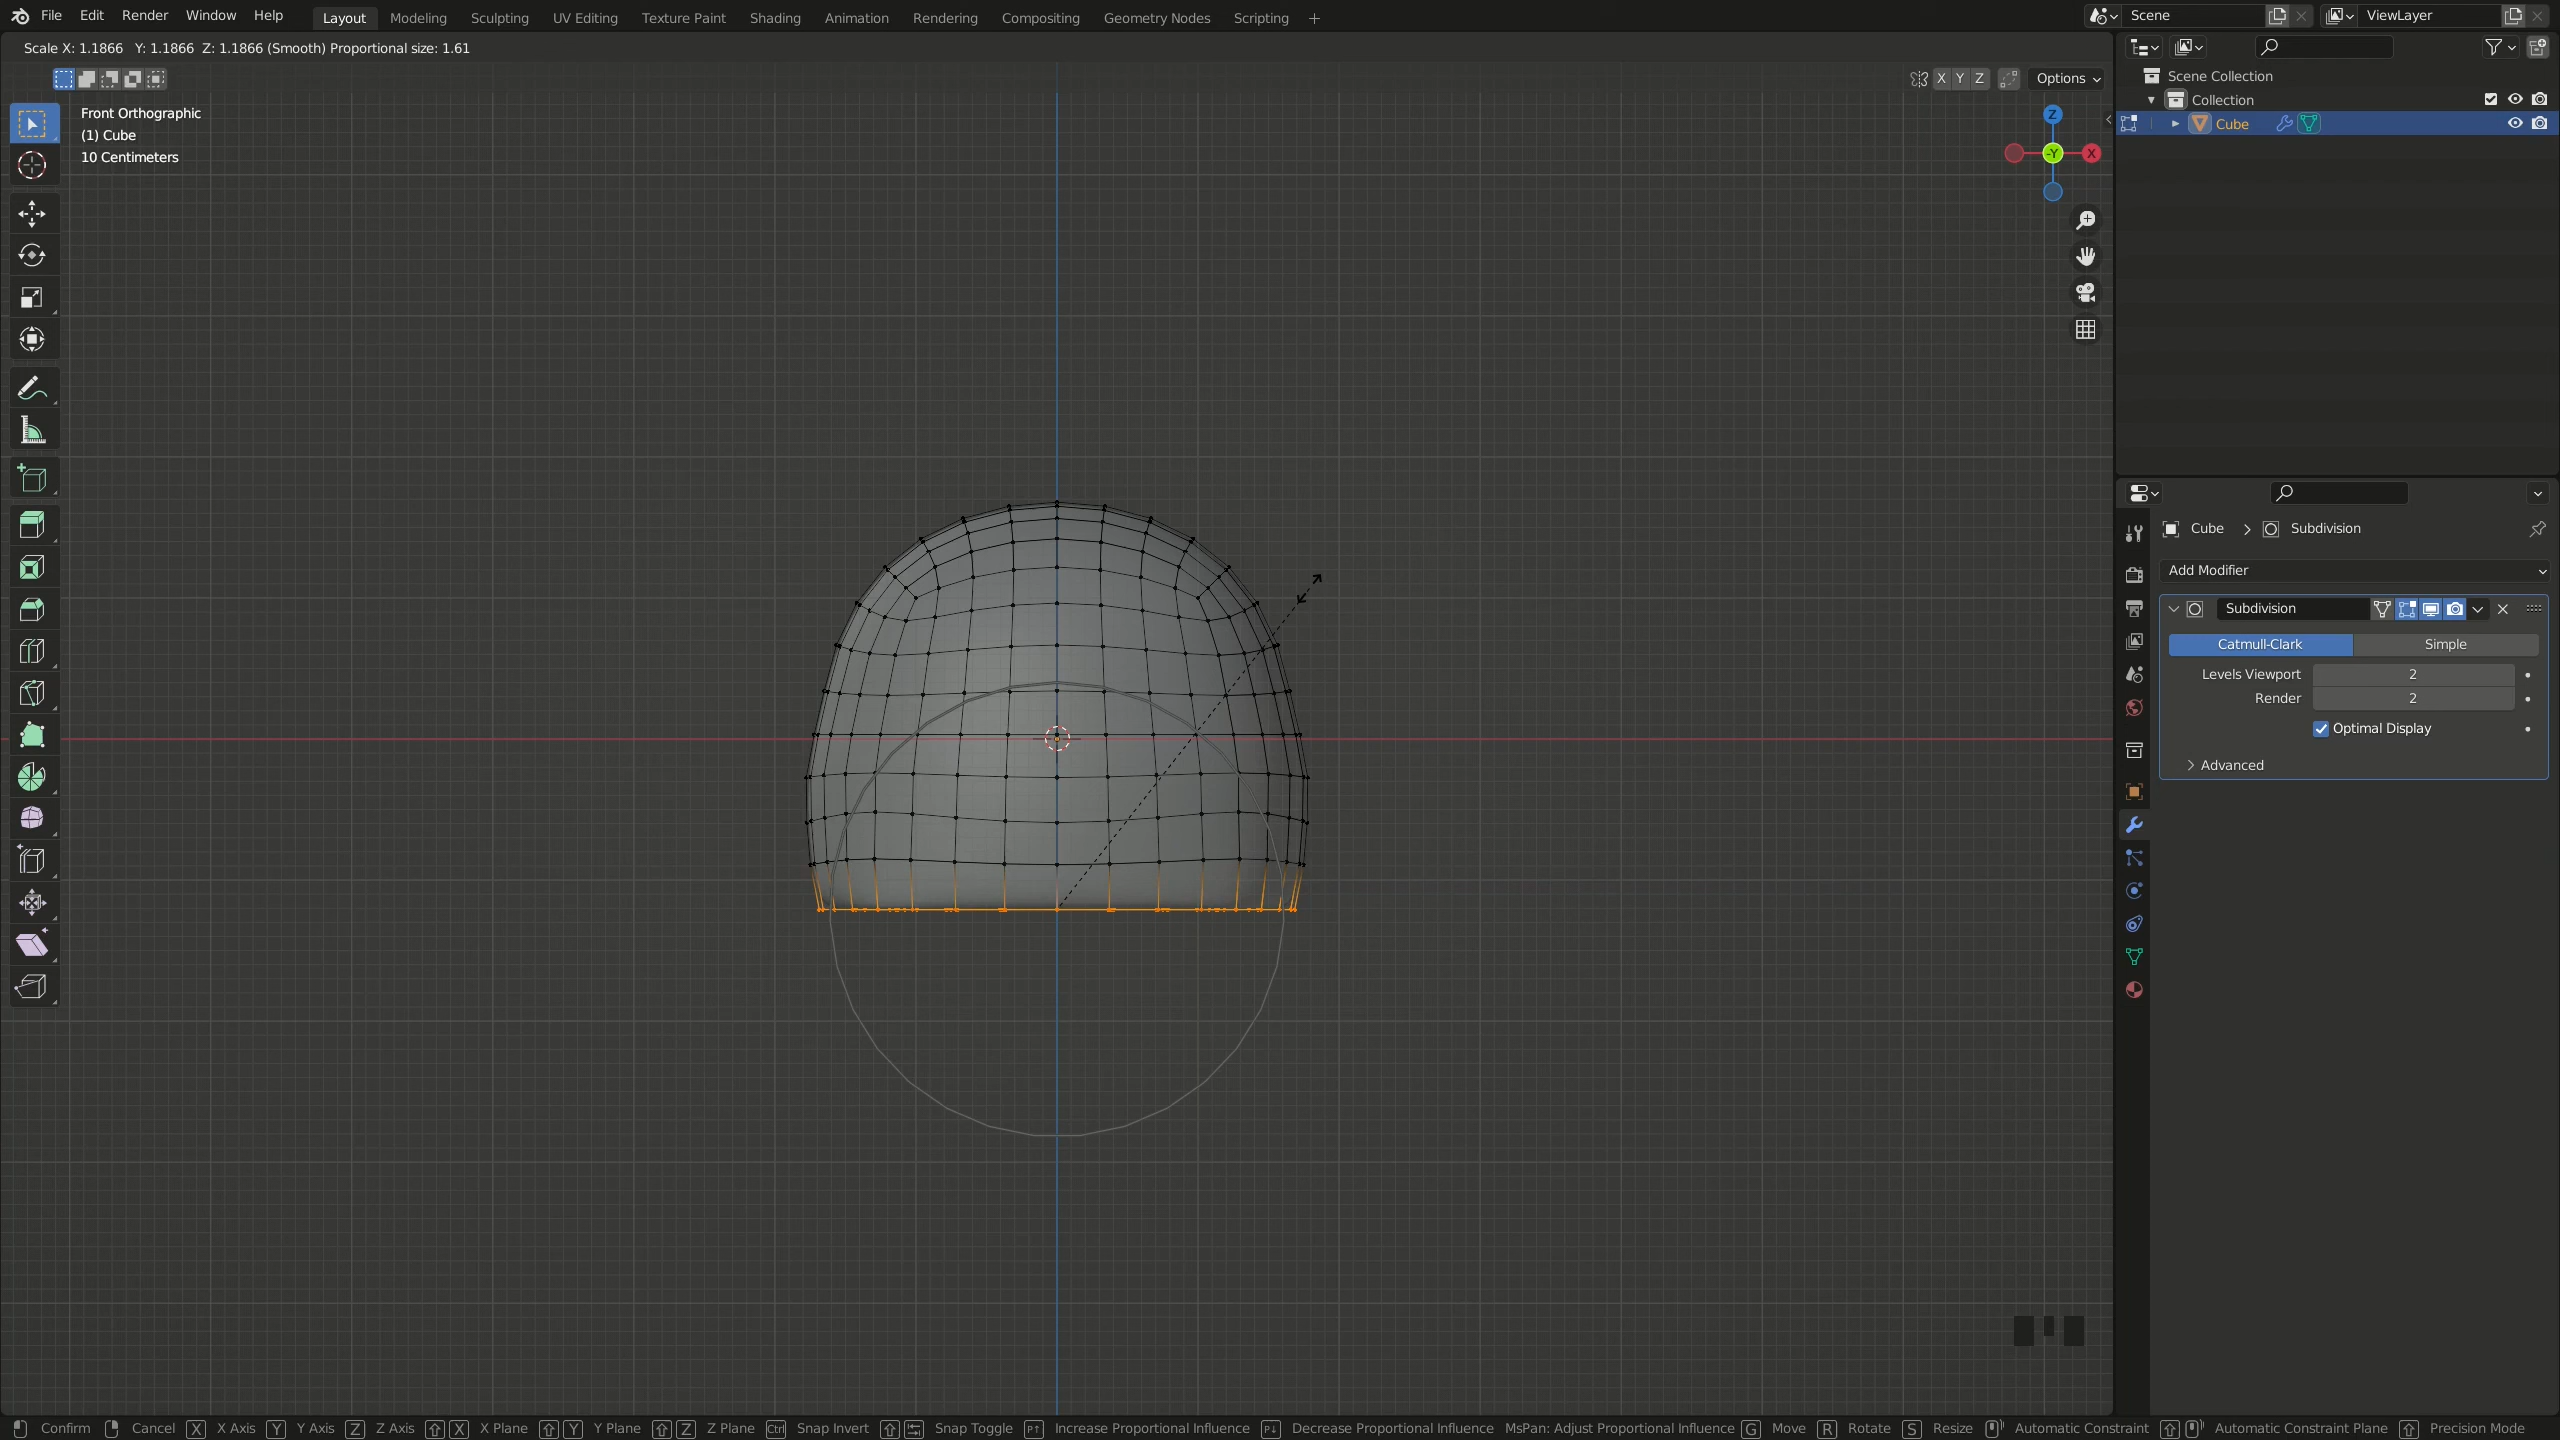 File Edit Render Window Help Layout Modeling Sculpting UV Editing Texture Paint Shading Animation Rendering Compositing Geometry Nodes Scripting + Scene ViewLayer
Scale X: 1.1866 Y: 1.1866 Z: 1.1866 (Smooth) Proportional size: 1.61
X Y Z Options
Front Orthographic
(1) Cube
10 Centimeters
Z
-Y X
Scene Collection
Collection
Cube
Cube > Subdivision
Add Modifier
Subdivision
Catmull-Clark Simple
Levels Viewport 2
Render 2
Optimal Display
Advanced
Confirm Cancel X X Axis Y Y Axis Z Z Axis X X Plane Y Y Plane Z Z Plane Ctrl Snap Invert Snap Toggle P↑ Increase Proportional Influence P↓ Decrease Proportional Influence MsPan: Adjust Proportional Influence G Move R Rotate S Resize Automatic Constraint Automatic Constraint Plane Precision Mode